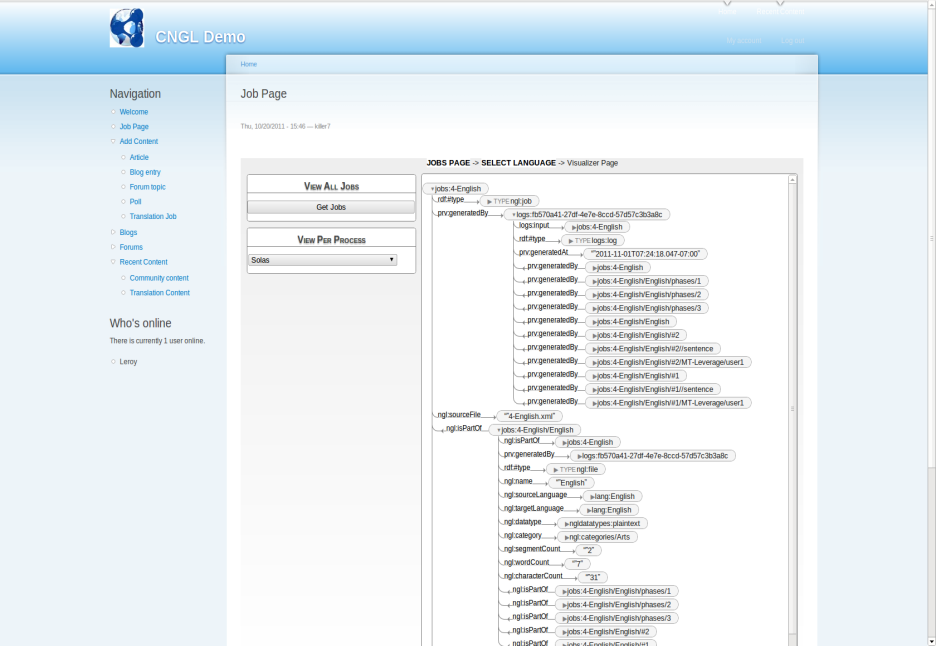 CNGL Demo
My account Log out
Home
Navigation
Welcome
Job Page
Add Content
Article
Blog entry
Forum topic
Poll
Translation Job
Blogs
Forums
Recent Content
Community content
Translation Content
Who's online
There is currently 1 user online.
Leroy
Job Page
Thu, 10/20/2011 - 15:46 — killer7
JOBS PAGE -> SELECT LANGUAGE -> Visualizer Page
VIEW ALL JOBS
Get Jobs
VIEW PER PROCESS
Solas
jobs:4-English
rdf:#type TYPE ngl:job
prv:generatedBy logs:fb570a41-27df-4e7e-8ccd-57d57c3b3a8c
logs:input jobs:4-English
rdf:#type TYPE logs:log
prv:generatedAt ""2011-11-01T07:24:18.047-07:00"
prv:generatedBy jobs:4-English
prv:generatedBy jobs:4-English/English/phases/1
prv:generatedBy jobs:4-English/English/phases/2
prv:generatedBy jobs:4-English/English/phases/3
prv:generatedBy jobs:4-English/English
prv:generatedBy jobs:4-English/English/#2
prv:generatedBy jobs:4-English/English/#2//sentence
prv:generatedBy jobs:4-English/English/#2/MT-Leverage/user1
prv:generatedBy jobs:4-English/English/#1
prv:generatedBy jobs:4-English/English/#1//sentence
prv:generatedBy jobs:4-English/English/#1/MT-Leverage/user1
ngl:sourceFile ""4-English.xml"
ngl:isPartOf jobs:4-English/English
ngl:isPartOf jobs:4-English
prv:generatedBy logs:fb570a41-27df-4e7e-8ccd-57d57c3b3a8c
rdf:#type TYPE ngl:file
ngl:name ""English"
ngl:sourceLanguage lang:English
ngl:targetLanguage lang:English
ngl:datatype ngldatatypes:plaintext
ngl:category ngl:categories/Arts
ngl:segmentCount ""2"
ngl:wordCount ""7"
ngl:characterCount ""31"
ngl:isPartOf jobs:4-English/English/phases/1
ngl:isPartOf jobs:4-English/English/phases/2
ngl:isPartOf jobs:4-English/English/phases/3
ngl:isPartOf jobs:4-English/English/#2
ngl:isPartOf jobs:4-English/English/#1